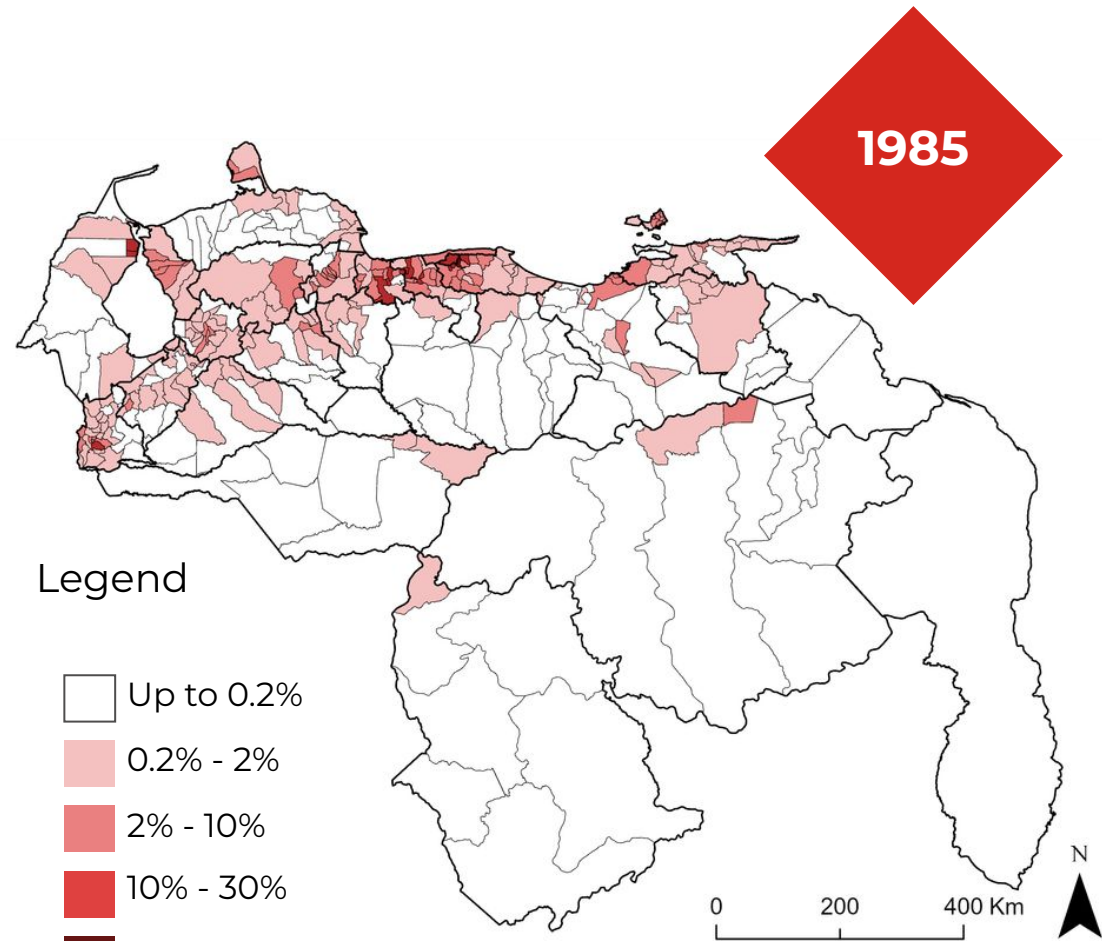 1985
Legend
Up to 0.2%
0.2% - 2%
2% - 10%
10% - 30%
N
0 200 400 Km